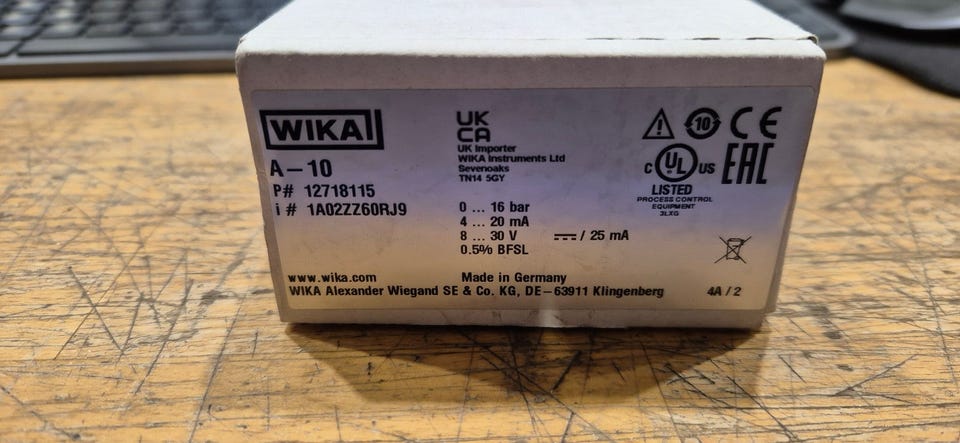 WIKA
A-10
P# 12718115
i # 1A02ZZ60RJ9
UK
CA
UK Importer
WIKA Instruments Ltd
Sevenoaks
TN14 5GY
0 ... 16 bar
4 ... 20 mA
8 ... 30 V / 25 mA
0.5% BFSL
10
CE
C UL US
LISTED
PROCESS CONTROL
EQUIPMENT
3LXG
EAC
www.wika.com
Made in Germany
WIKA Alexander Wiegand SE & Co. KG, DE-63911 Klingenberg
4A / 2